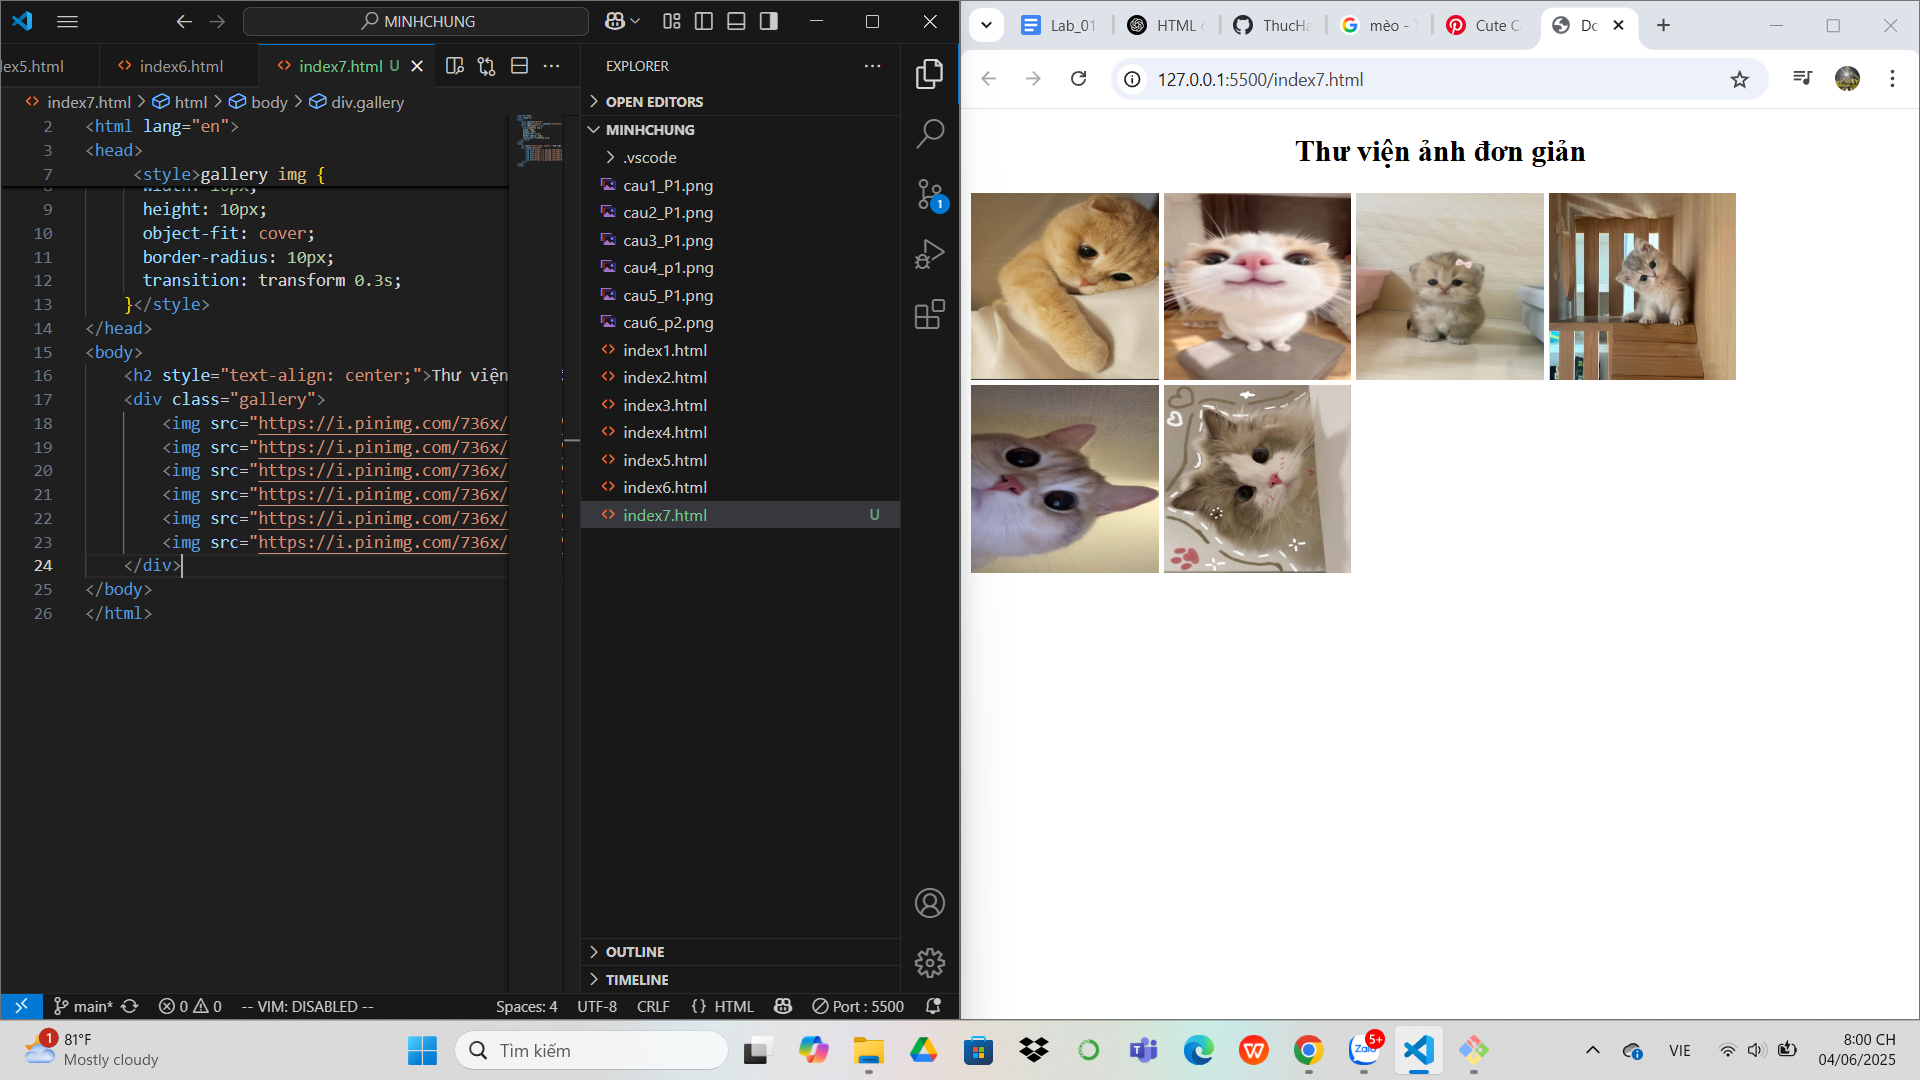 MINHCHUNG
lex5.html
index6.html
index7.html U
index7.html > html > body > div.gallery
2 <html lang="en">
3 <head>
7 <style>gallery img {
9 height: 10px;
10 object-fit: cover;
11 border-radius: 10px;
12 transition: transform 0.3s;
13 }</style>
14 </head>
15 <body>
16 <h2 style="text-align: center;">Thư viện
17 <div class="gallery">
18 <img src="https://i.pinimg.com/736x/
19 <img src="https://i.pinimg.com/736x/
20 <img src="https://i.pinimg.com/736x/
21 <img src="https://i.pinimg.com/736x/
22 <img src="https://i.pinimg.com/736x/
23 <img src="https://i.pinimg.com/736x/
24 </div>
25 </body>
26 </html>
EXPLORER
OPEN EDITORS
MINHCHUNG
.vscode
cau1_P1.png
cau2_P1.png
cau3_P1.png
cau4_p1.png
cau5_P1.png
cau6_p2.png
index1.html
index2.html
index3.html
index4.html
index5.html
index6.html
index7.html U
OUTLINE
TIMELINE
1
main* 0 0 -- VIM: DISABLED -- Spaces: 4 UTF-8 CRLF {} HTML Port : 5500
Lab_01
HTML
ThucHa
mèo - T
Cute C
Do
127.0.0.1:5500/index7.html
Thư viện ảnh đơn giản
1
81°F
Mostly cloudy
Tìm kiếm
Zalo
5+
VIE
8:00 CH
04/06/2025